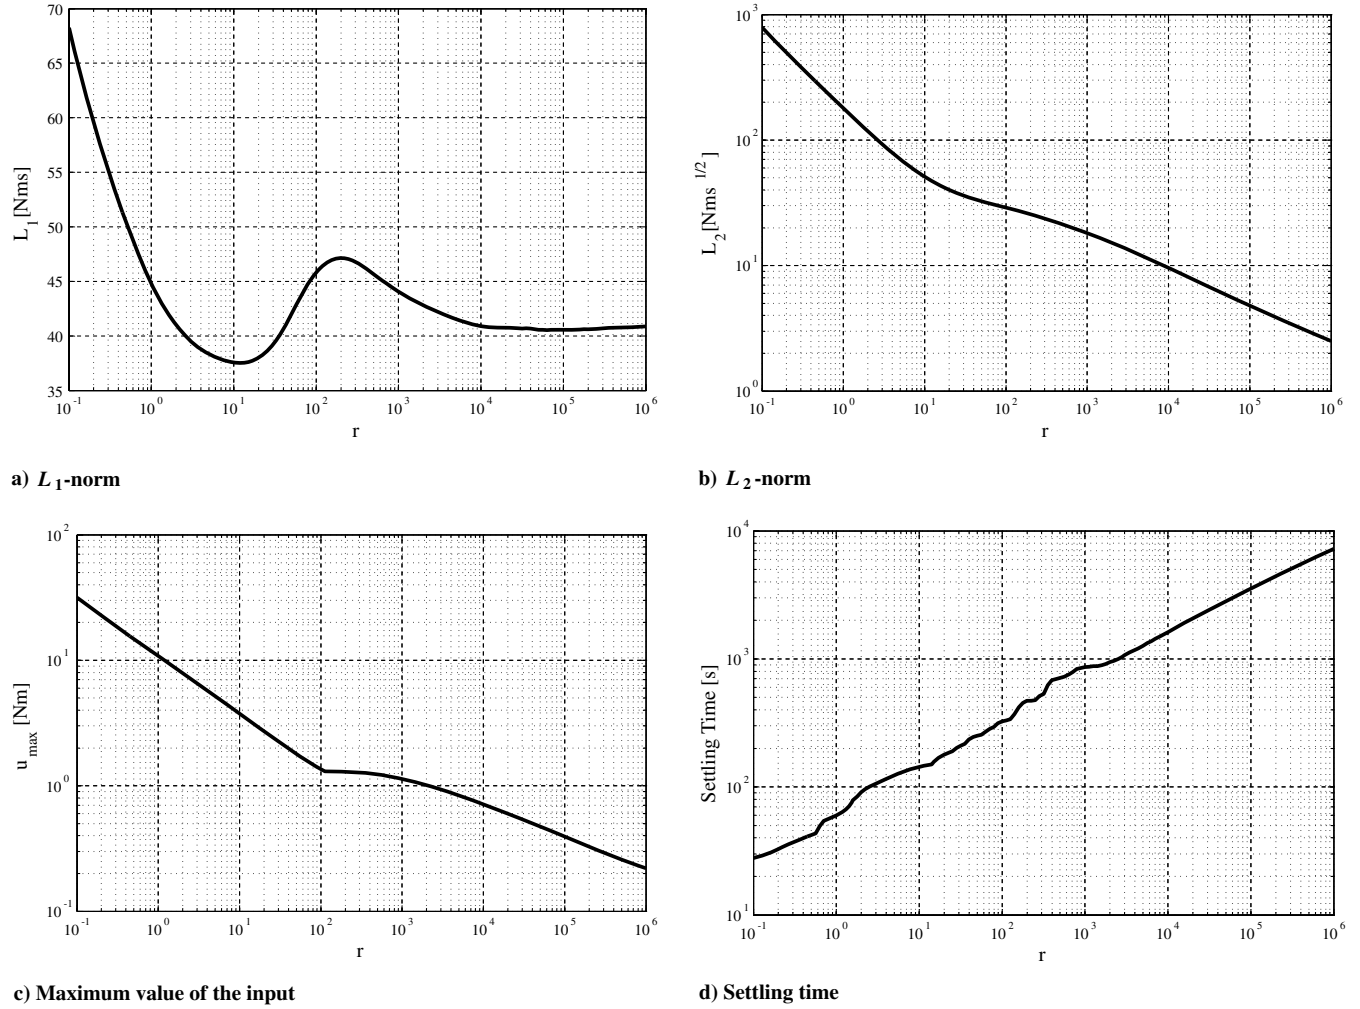 70
65
60
55
50
45
40
35
L1 [Nms]
10-1 100 101 102 103 104 105 106
r
a) L1-norm
103
102
101
100
L2 [Nms 1/2 ]
10-1 100 101 102 103 104 105 106
r
b) L2-norm
102
101
100
10-1
umax [Nm]
10-1 100 101 102 103 104 105 106
r
c) Maximum value of the input
104
103
102
101
Settling Time [s]
10-1 100 101 102 103 104 105 106
r
d) Settling time